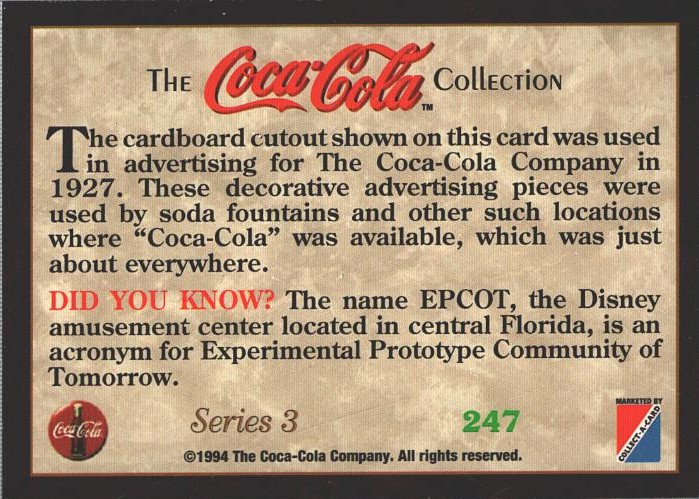 THE Coca-Cola™ COLLECTION
The cardboard cutout shown on this card was used
in advertising for The Coca-Cola Company in
1927. These decorative advertising pieces were
used by soda fountains and other such locations
where “Coca-Cola” was available, which was just
about everywhere.
DID YOU KNOW? The name EPCOT, the Disney
amusement center located in central Florida, is an
acronym for Experimental Prototype Community of
Tomorrow.
Coca-Cola
Series 3
247
MARKETED BY
COLLECT-A-CARD
©1994 The Coca-Cola Company. All rights reserved.